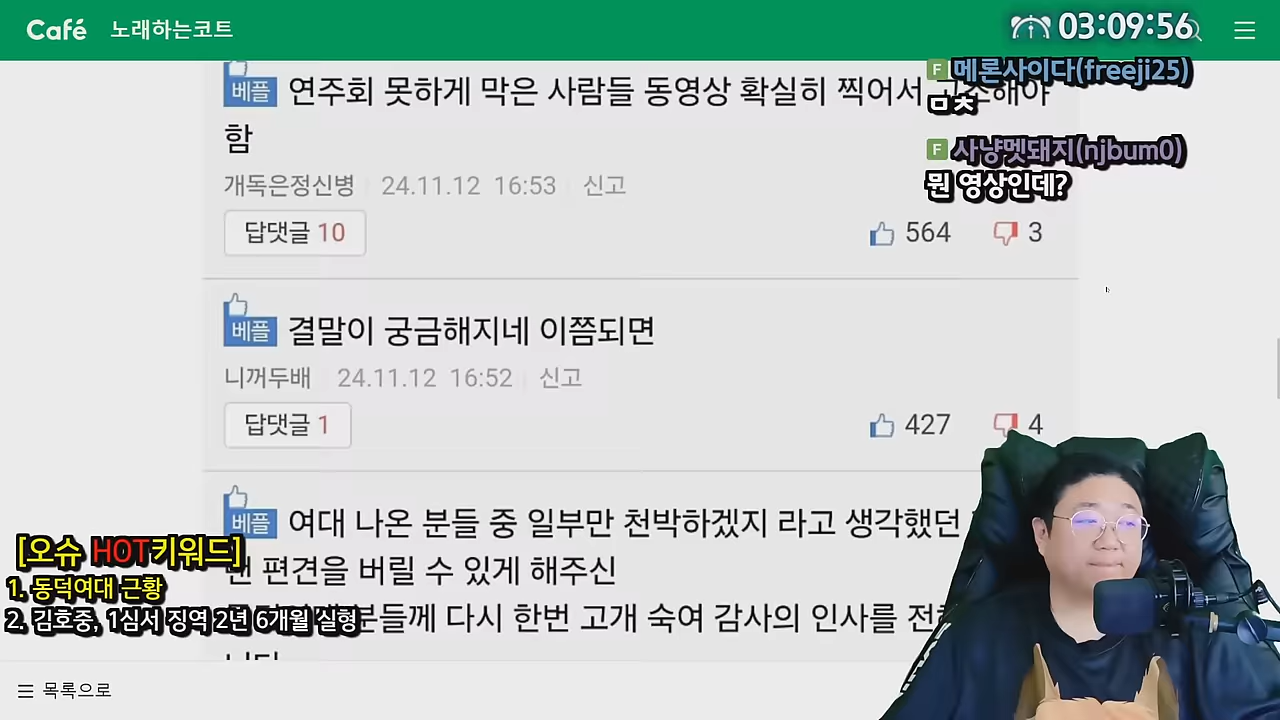 Café 노래하는코트
03:09:56
베플 연주회 못하게 막은 사람들 동영상 확실히 찍어서 고소해야
함
개독은정신병 24.11.12 16:53 신고
답댓글 10
564 3
F 메론사이다(freeji25)
ㅁㅊ
F 사냥멧돼지(njbum0)
뭔 영상인데?
베플 결말이 궁금해지네 이쯤되면
니꺼두배 24.11.12 16:52 신고
답댓글 1
427 4
베플 여대 나온 분들 중 일부만 천박하겠지 라고 생각했던
편견을 버릴 수 있게 해주신
분들께 다시 한번 고개 숙여 감사의 인사를
[오슈 HOT키워드]
1. 동덕여대 근황
2. 김호중, 1심서 징역 2년 6개월 실형
목록으로